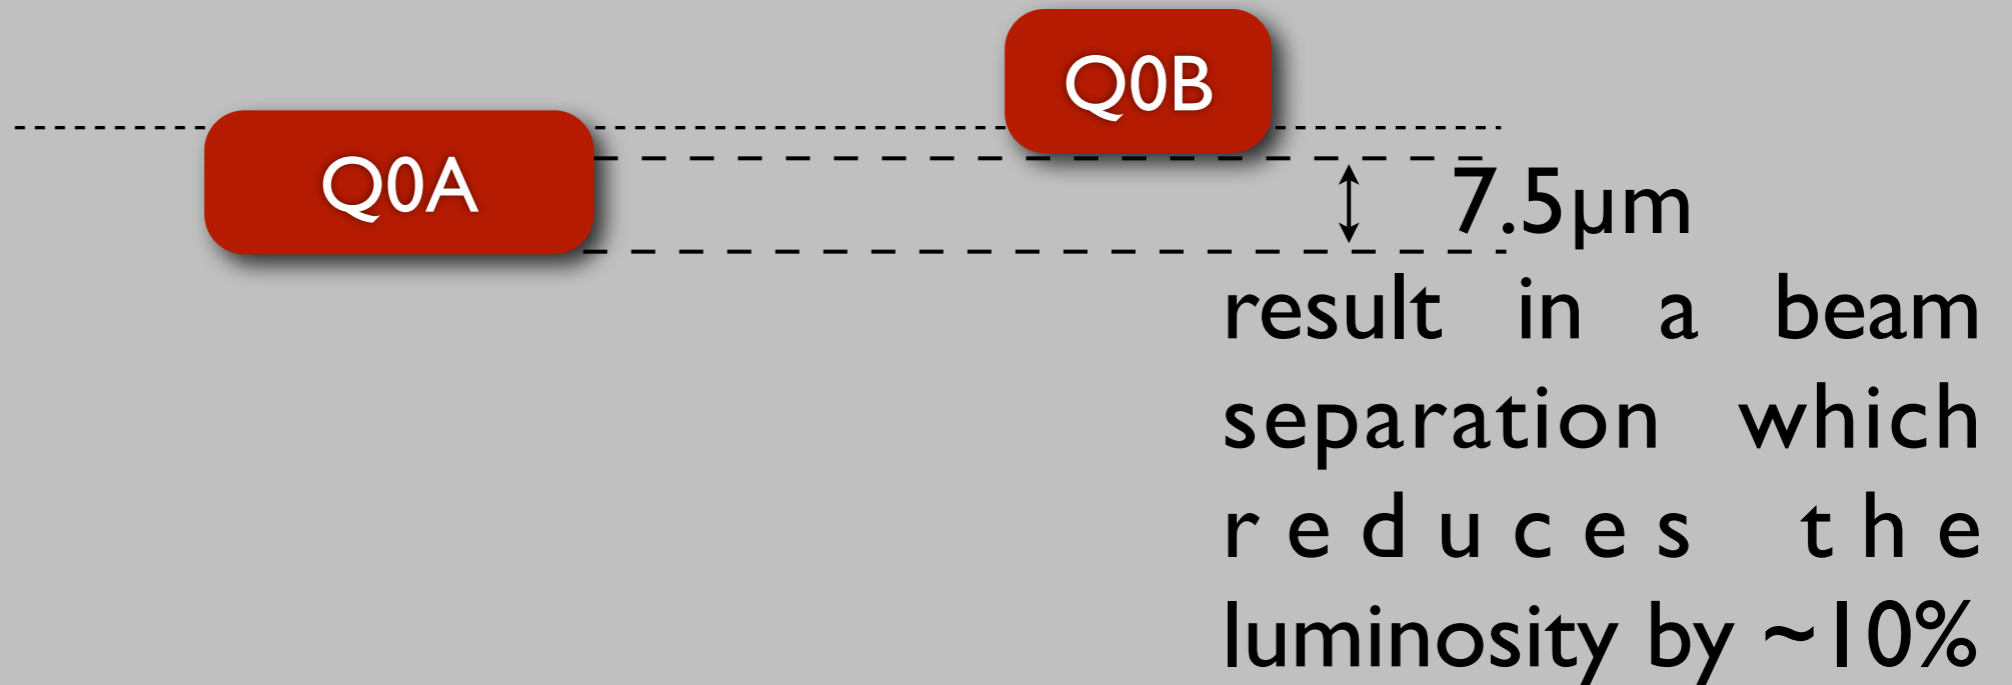 Q0B
Q0A
7.5µm
result in a beam
separation which
reduces the
luminosity by ~10%